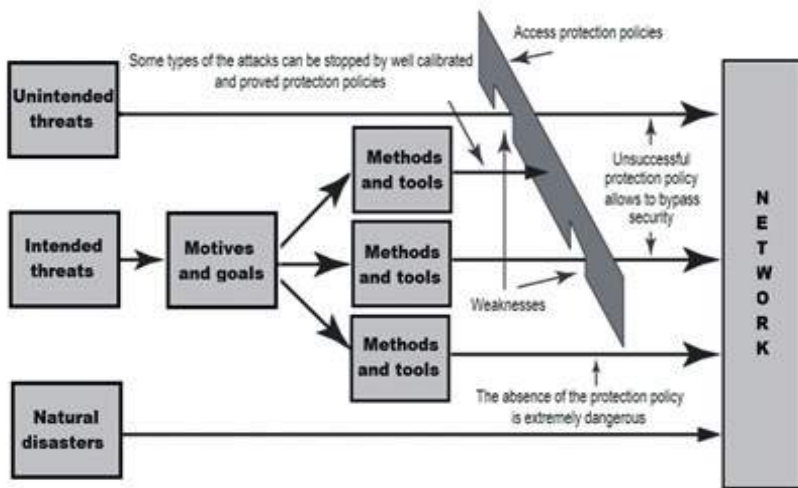 Access protection policies
Some types of the attacks can be stopped by well calibrated
and proved protection policies
Unintended
threats
Methods
and tools
Unsuccessful
protection policy
allows to bypass
security
Intended
threats
Motives
and goals
Methods
and tools
Weaknesses
Methods
and tools
The absence of the protection policy
is extremely dangerous
Natural
disasters
N
E
T
W
O
R
K